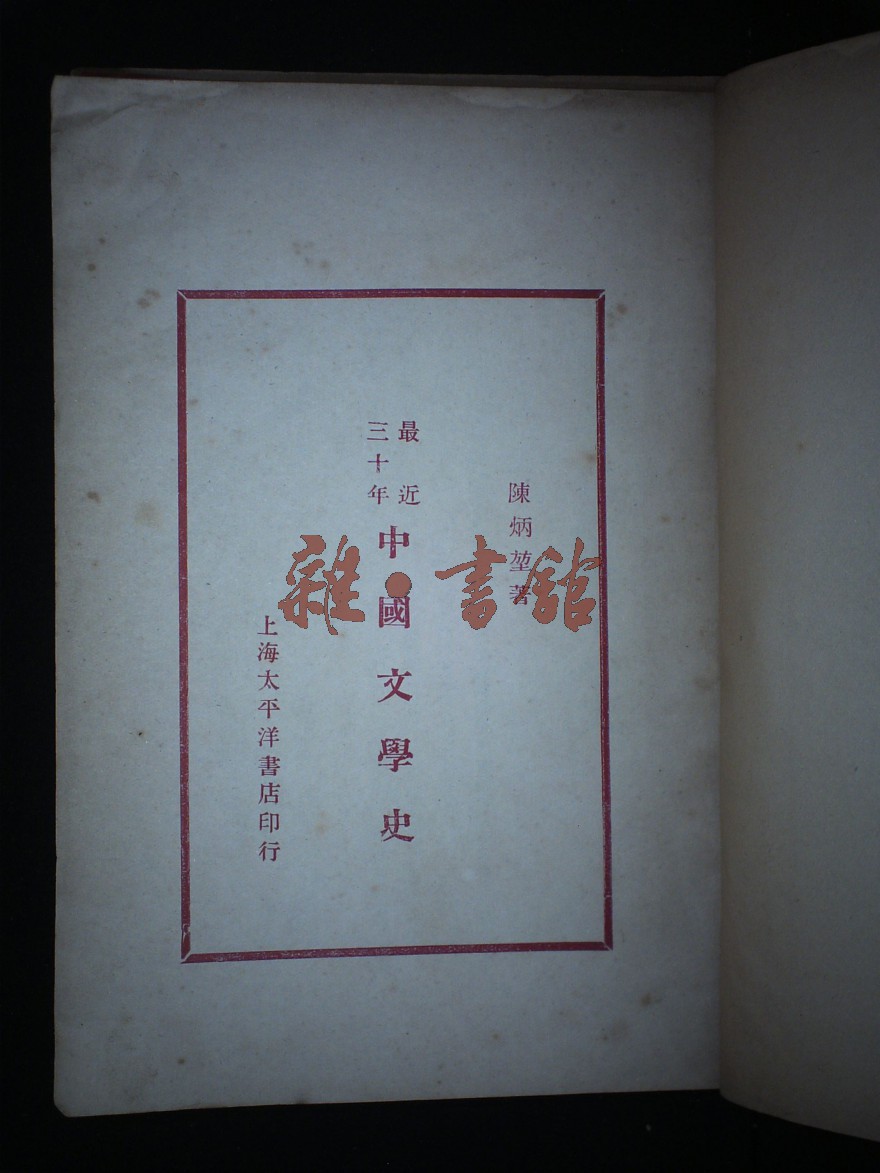 陳炳堃著
最近
三十年
中國文學史
上海太平洋書店印行
雜·書館